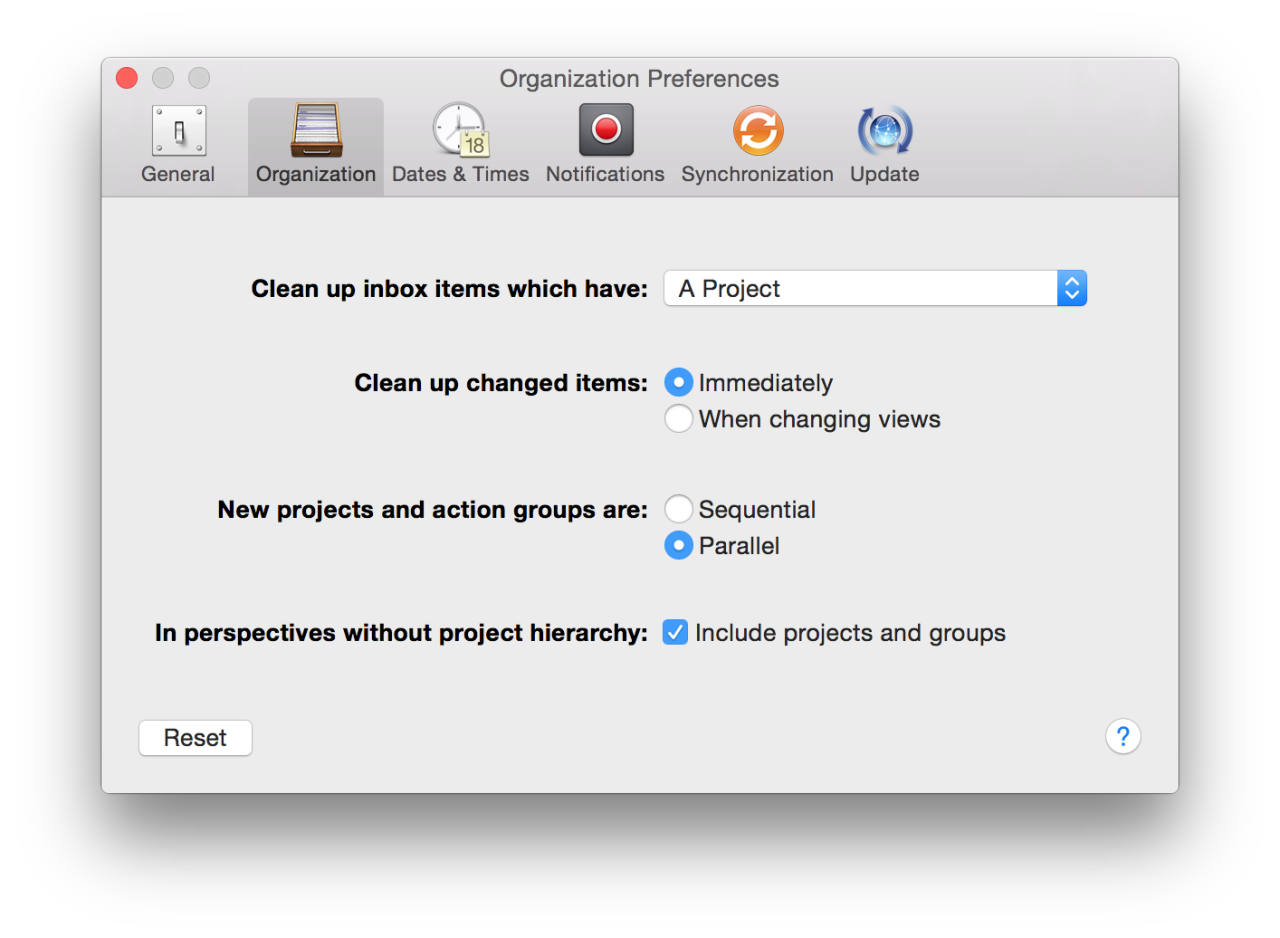 Organization Preferences
General Organization Dates & Times Notifications Synchronization Update
18
Clean up inbox items which have: A Project
Clean up changed items: Immediately
When changing views
New projects and action groups are: Sequential
Parallel
In perspectives without project hierarchy: Include projects and groups
Reset ?